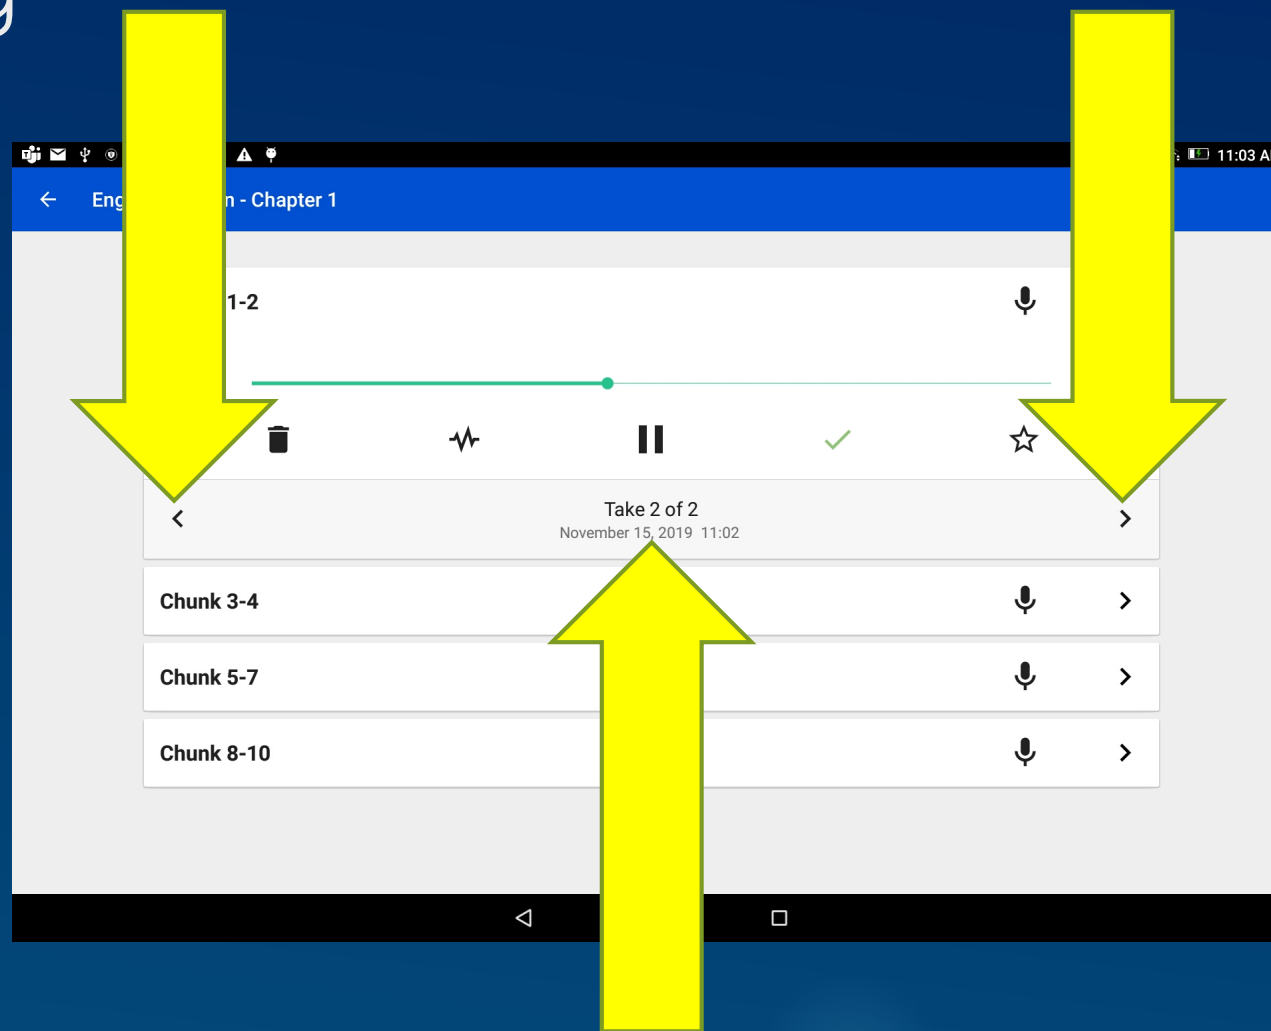 11:03 A
Eng n - Chapter 1
1-2
Take 2 of 2
November 15, 2019 11:02
Chunk 3-4
Chunk 5-7
Chunk 8-10